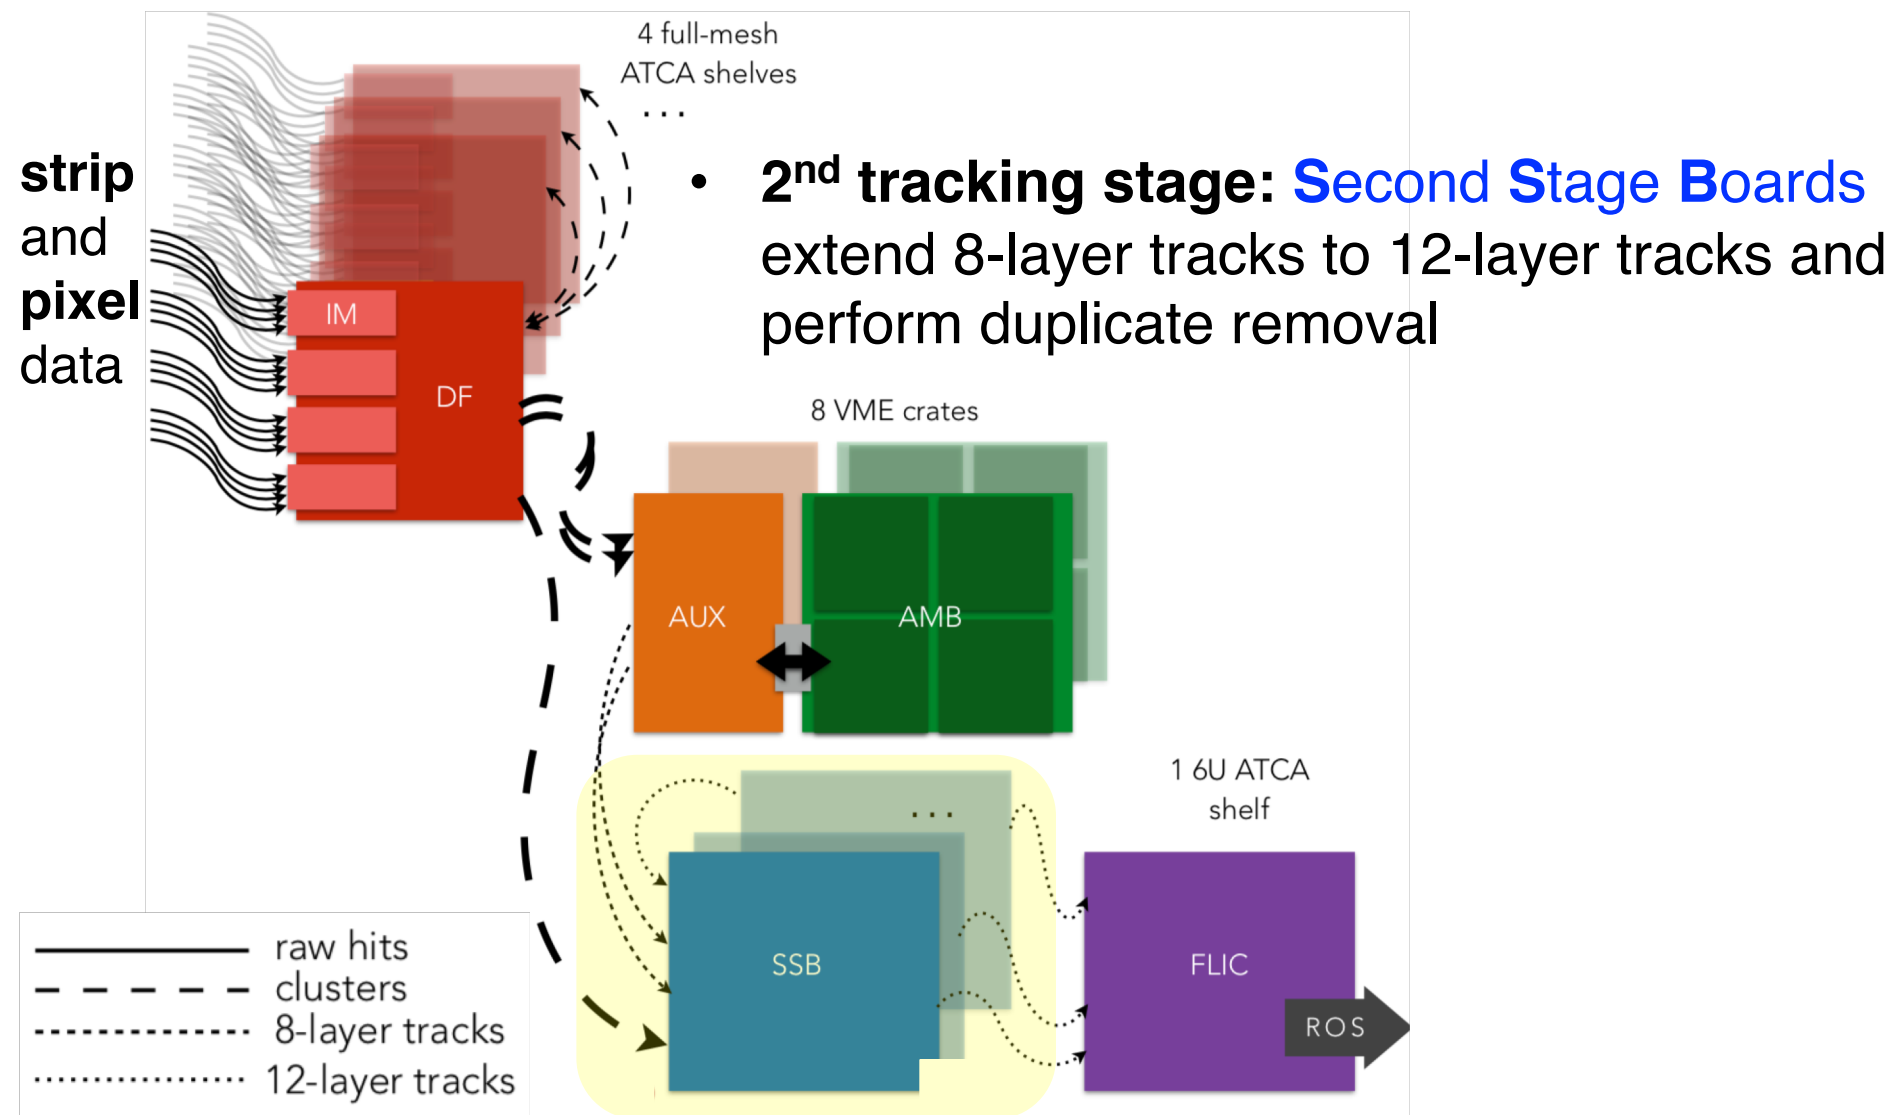 4 full-mesh
ATCA shelves
...
strip
and
pixel
data
• 2nd tracking stage: Second Stage Boards
extend 8-layer tracks to 12-layer tracks and
perform duplicate removal
IM
DF
8 VME crates
AUX
AMB
1 6U ATCA
shelf
...
SSB
FLIC
ROS
raw hits
clusters
8-layer tracks
12-layer tracks